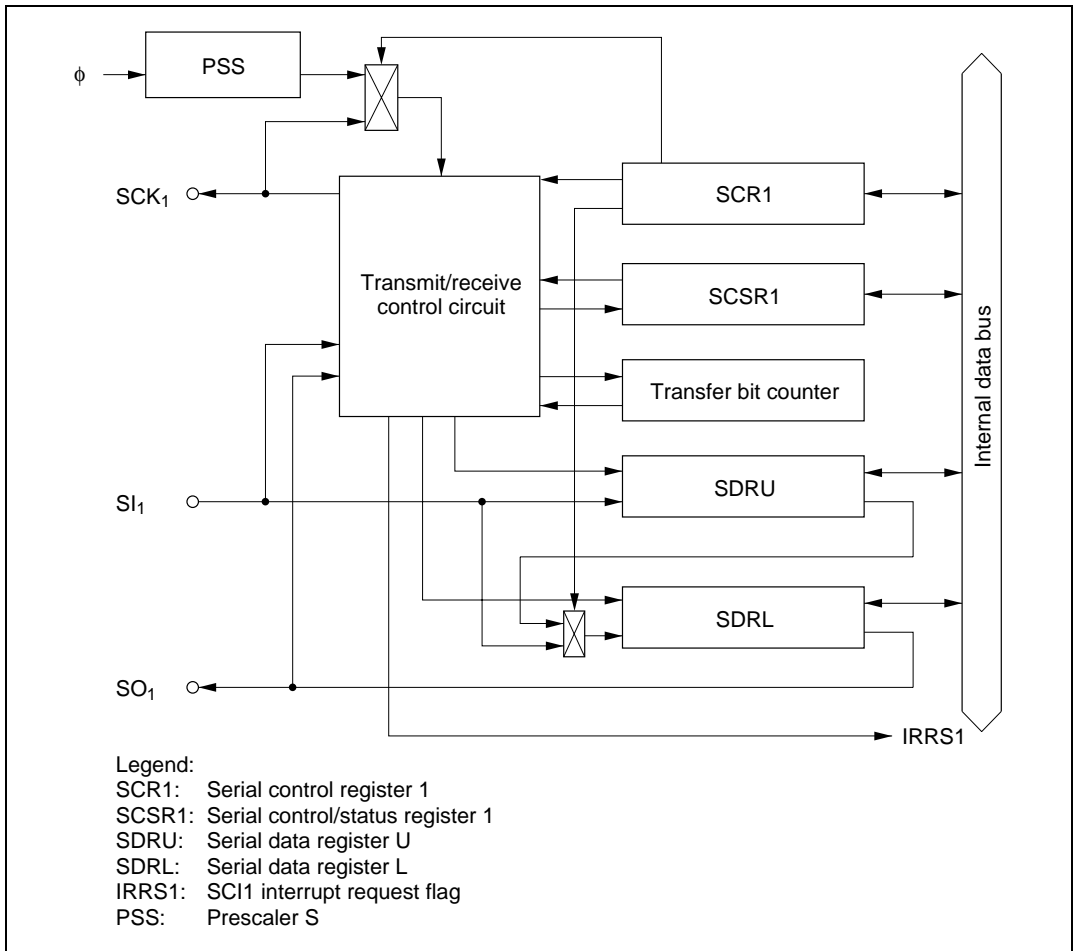 PSS
ϕ
SCK1
SCR1
Transmit/receive
control circuit
SCSR1
Transfer bit counter
Internal data bus
SI1
SDRU
SDRL
SO1
IRRS1
Legend:
SCR1: Serial control register 1
SCSR1: Serial control/status register 1
SDRU: Serial data register U
SDRL: Serial data register L
IRRS1: SCI1 interrupt request flag
PSS: Prescaler S